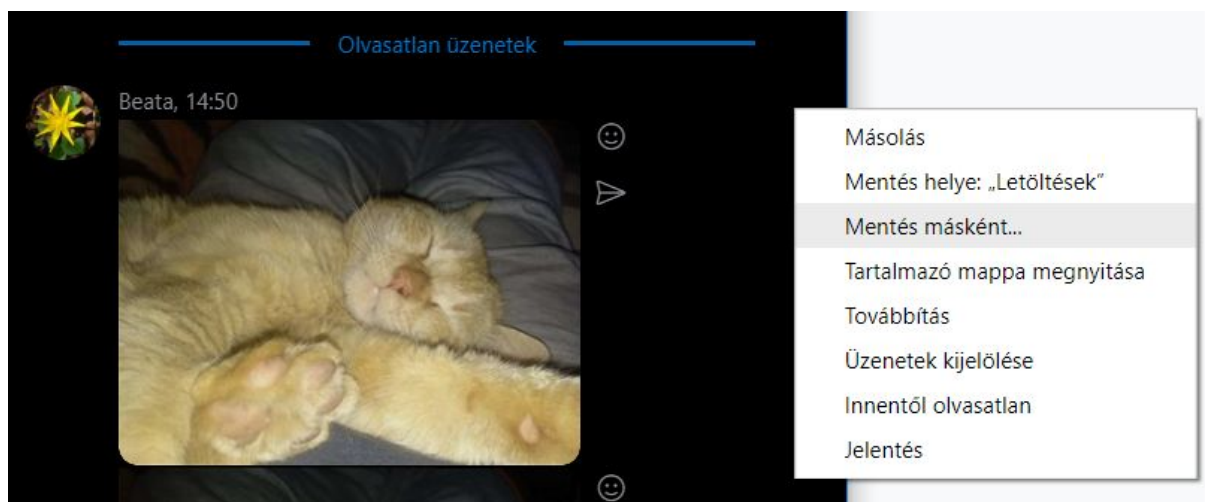 Olvasatlan üzenetek
Beata, 14:50
Másolás
Mentés helye: „Letöltések”
Mentés másként...
Tartalmazó mappa megnyitása
Továbbítás
Üzenetek kijelölése
Innentől olvasatlan
Jelentés